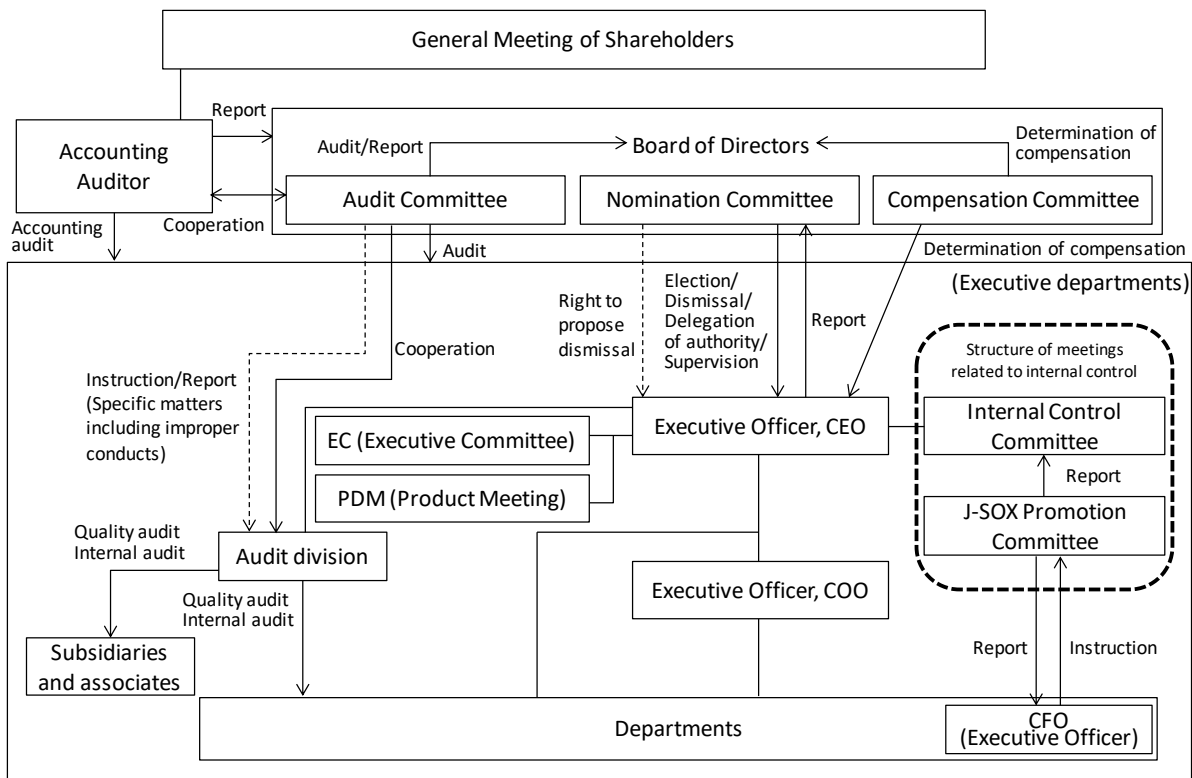 General Meeting of Shareholders
Report
Accounting
Auditor
Audit/Report
Board of Directors
Determination of
compensation
Audit Committee
Nomination Committee
Compensation Committee
Cooperation
Accounting
audit
Audit
Determination of compensation
(Executive departments)
Right to
propose
dismissal
Election/
Dismissal/
Delegation
of authority/
Supervision
Report
Cooperation
Instruction/Report
(Specific matters
including improper
conducts)
Structure of meetings
related to internal control
Executive Officer, CEO
Internal Control
Committee
EC (Executive Committee)
Report
PDM (Product Meeting)
J-SOX Promotion
Committee
Quality audit
Internal audit
Audit division
Executive Officer, COO
Quality audit
Internal audit
Subsidiaries
and associates
Report
Instruction
Departments
CFO
(Executive Officer)